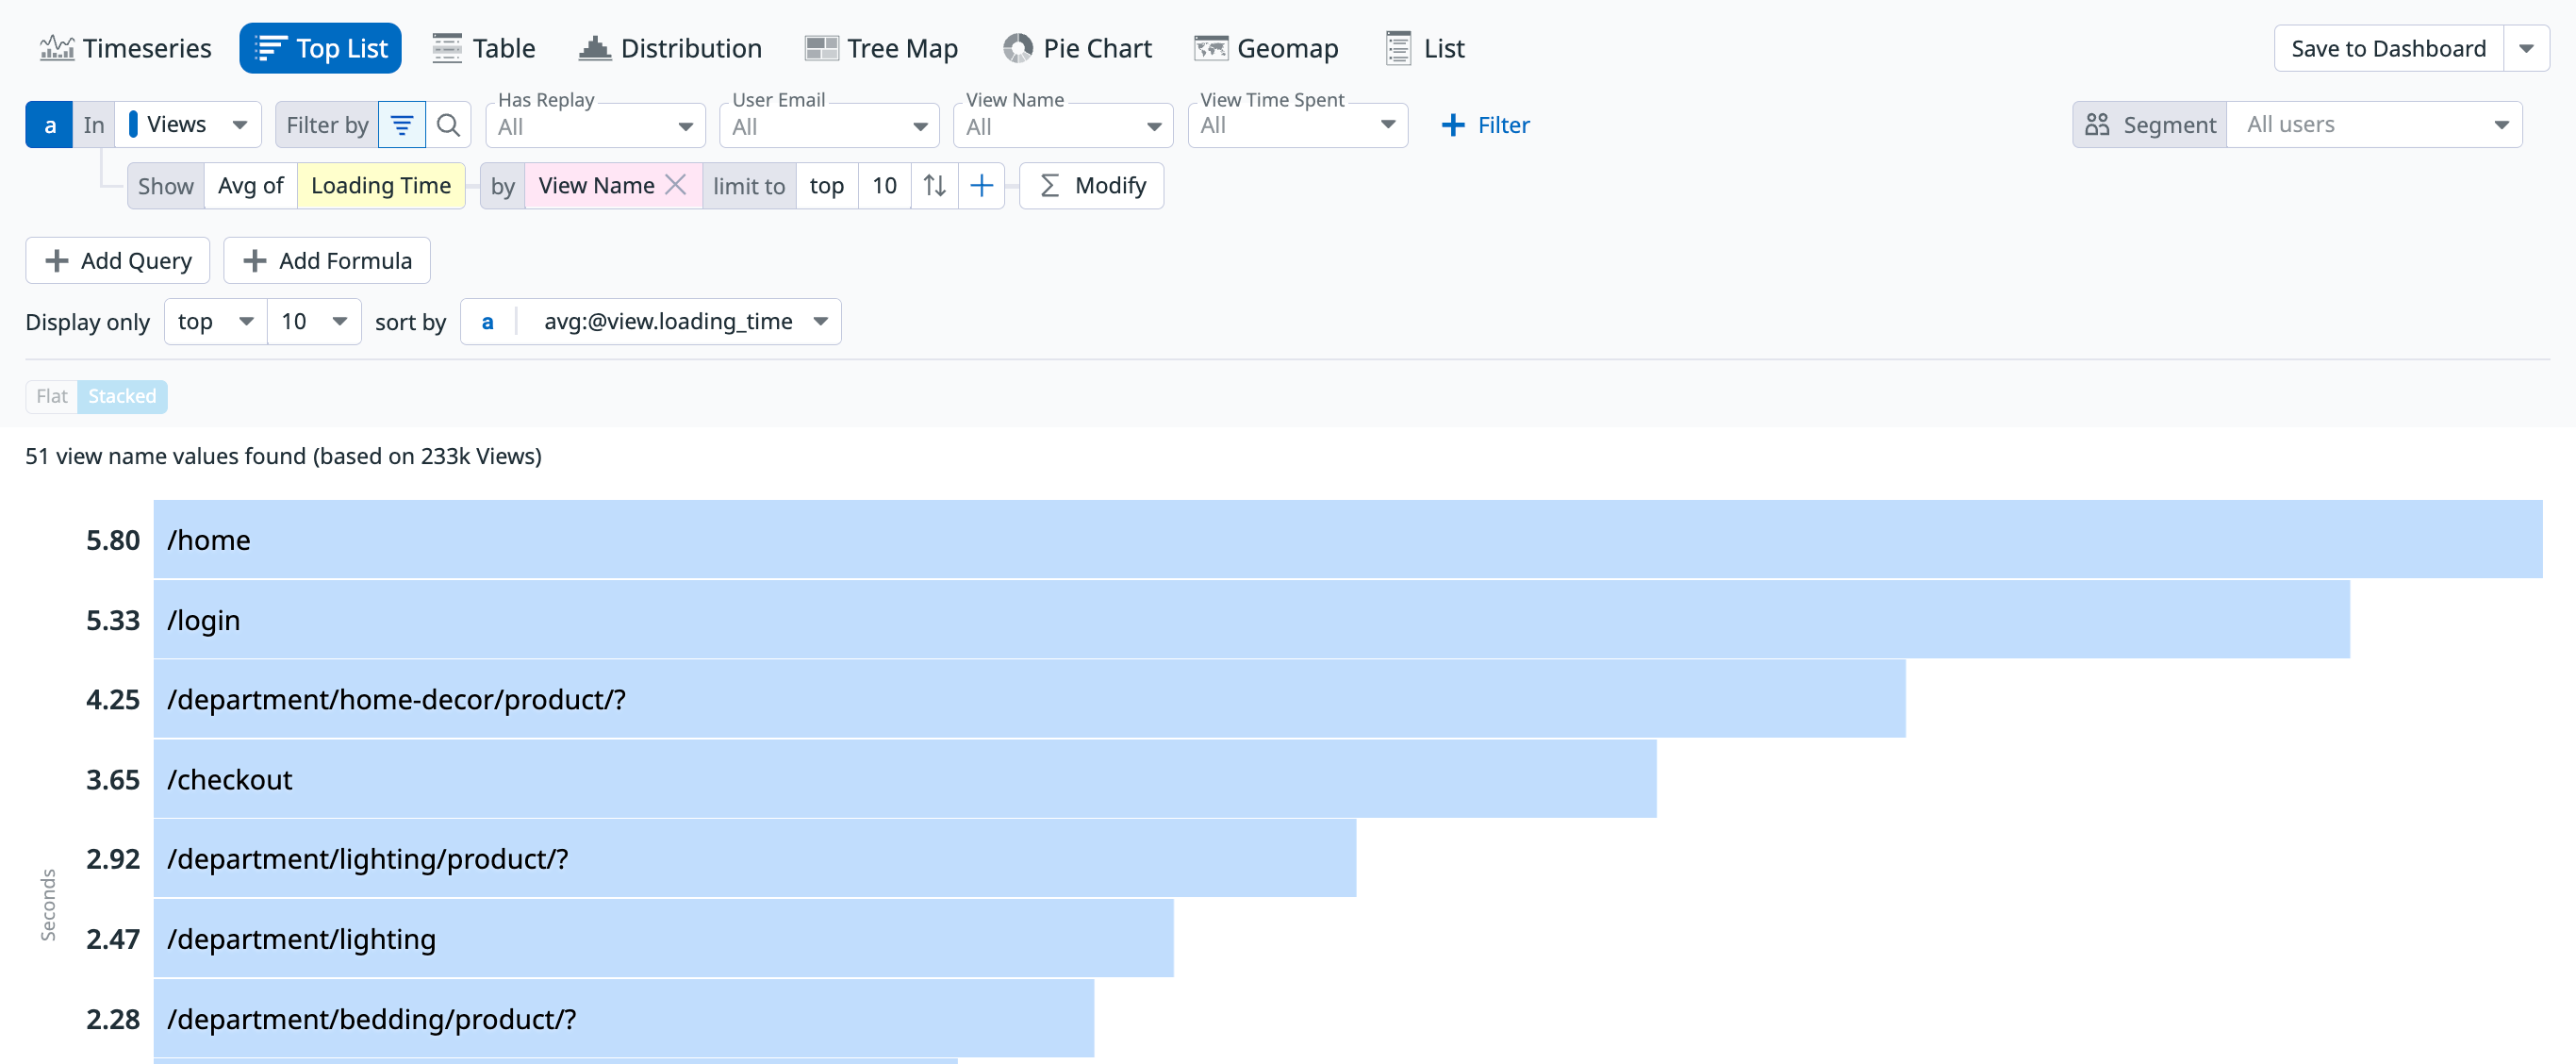 Timeseries Top List Table Distribution Tree Map Pie Chart Geomap List Save to Dashboard
a In Views Filter by Has Replay All User Email All View Name All View Time Spent All + Filter Segment All users
Show Avg of Loading Time by View Name limit to top 10 + Σ Modify
+ Add Query + Add Formula
Display only top 10 sort by a avg:@view.loading_time
Flat Stacked
51 view name values found (based on 233k Views)
5.80 /home
5.33 /login
4.25 /department/home-decor/product/?
3.65 /checkout
2.92 /department/lighting/product/?
Seconds
2.47 /department/lighting
2.28 /department/bedding/product/?